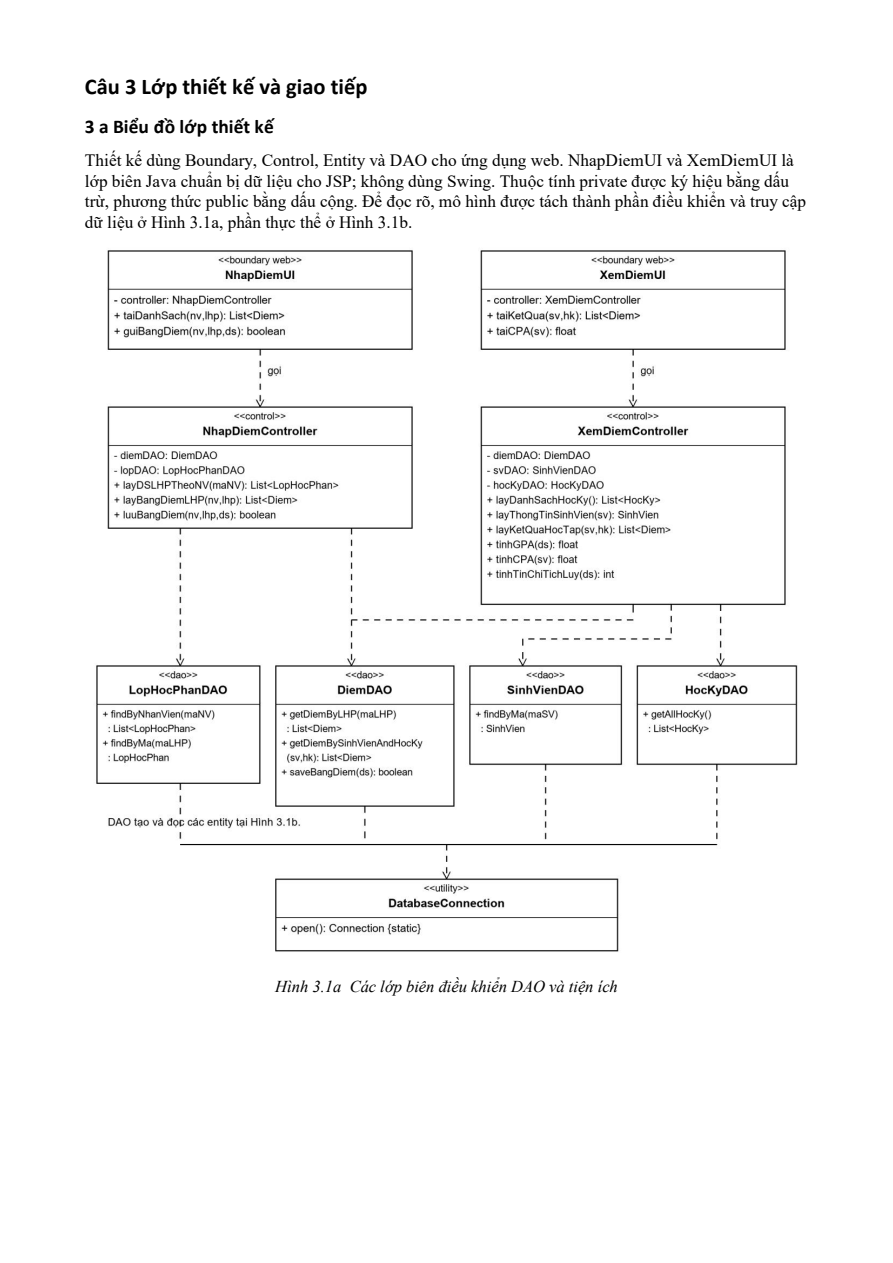 Câu 3 Lớp thiết kế và giao tiếp
3 a Biểu đồ lớp thiết kế
Thiết kế dùng Boundary, Control, Entity và DAO cho ứng dụng web. NhapDiemUI và XemDiemUI là
lớp biên Java chuẩn bị dữ liệu cho JSP; không dùng Swing. Thuộc tính private được ký hiệu bằng dấu
trừ, phương thức public bằng dấu cộng. Để đọc rõ, mô hình được tách thành phần điều khiển và truy cập
dữ liệu ở Hình 3.1a, phần thực thể ở Hình 3.1b.
<<boundary web>>
NhapDiemUI
- controller: NhapDiemController
+ taiDanhSach(nv,lhp): List<Diem>
+ guiBangDiem(nv,lhp,ds): boolean
<<boundary web>>
XemDiemUI
- controller: XemDiemController
+ taiKetQua(sv,hk): List<Diem>
+ taiCPA(sv): float
gọi
gọi
<<control>>
NhapDiemController
- diemDAO: DiemDAO
- lopDAO: LopHocPhanDAO
+ layDSLHPTheoNV(maNV): List<LopHocPhan>
+ layBangDiemLHP(nv,lhp): List<Diem>
+ luuBangDiem(nv,lhp,ds): boolean
<<control>>
XemDiemController
- diemDAO: DiemDAO
- svDAO: SinhVienDAO
- hocKyDAO: HocKyDAO
+ layDanhSachHocKy(): List<HocKy>
+ layThongTinSinhVien(sv): SinhVien
+ layKetQuaHocTap(sv,hk): List<Diem>
+ tinhGPA(ds): float
+ tinhCPA(sv): float
+ tinhTinChiTichLuy(ds): int
<<dao>>
LopHocPhanDAO
+ findByNhanVien(maNV)
: List<LopHocPhan>
+ findByMa(maLHP)
: LopHocPhan
<<dao>>
DiemDAO
+ getDiemByLHP(maLHP)
: List<Diem>
+ getDiemBySinhVienAndHocKy
(sv,hk): List<Diem>
+ saveBangDiem(ds): boolean
<<dao>>
SinhVienDAO
+ findByMa(maSV)
: SinhVien
<<dao>>
HocKyDAO
+ getAllHocKy()
: List<HocKy>
DAO tạo và đọc các entity tại Hình 3.1b.
<<utility>>
DatabaseConnection
+ open(): Connection {static}
Hình 3.1a  Các lớp biên điều khiển DAO và tiện ích